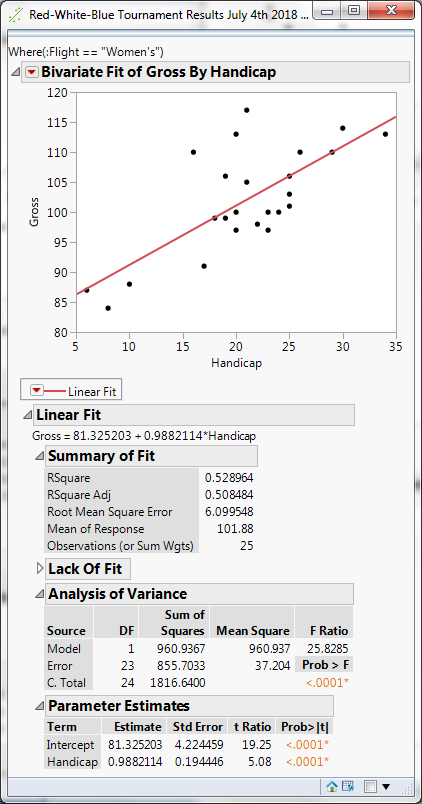 Red-White-Blue Tournament Results July 4th 2018 ...
Where(:Flight == "Women's")
Bivariate Fit of Gross By Handicap
120
115
110
105
100
95
90
85
80
Gross
5 10 15 20 25 30 35
Handicap
Linear Fit
Linear Fit
Gross = 81.325203 + 0.9882114*Handicap
Summary of Fit
RSquare 0.528964
RSquare Adj 0.508484
Root Mean Square Error 6.099548
Mean of Response 101.88
Observations (or Sum Wgts) 25
Lack Of Fit
Analysis of Variance
Source DF Sum of Squares Mean Square F Ratio
Model 1 960.9367 960.937 25.8285
Error 23 855.7033 37.204 Prob > F
C. Total 24 1816.6400 <.0001*
Parameter Estimates
Term Estimate Std Error t Ratio Prob>|t|
Intercept 81.325203 4.224459 19.25 <.0001*
Handicap 0.9882114 0.194446 5.08 <.0001*